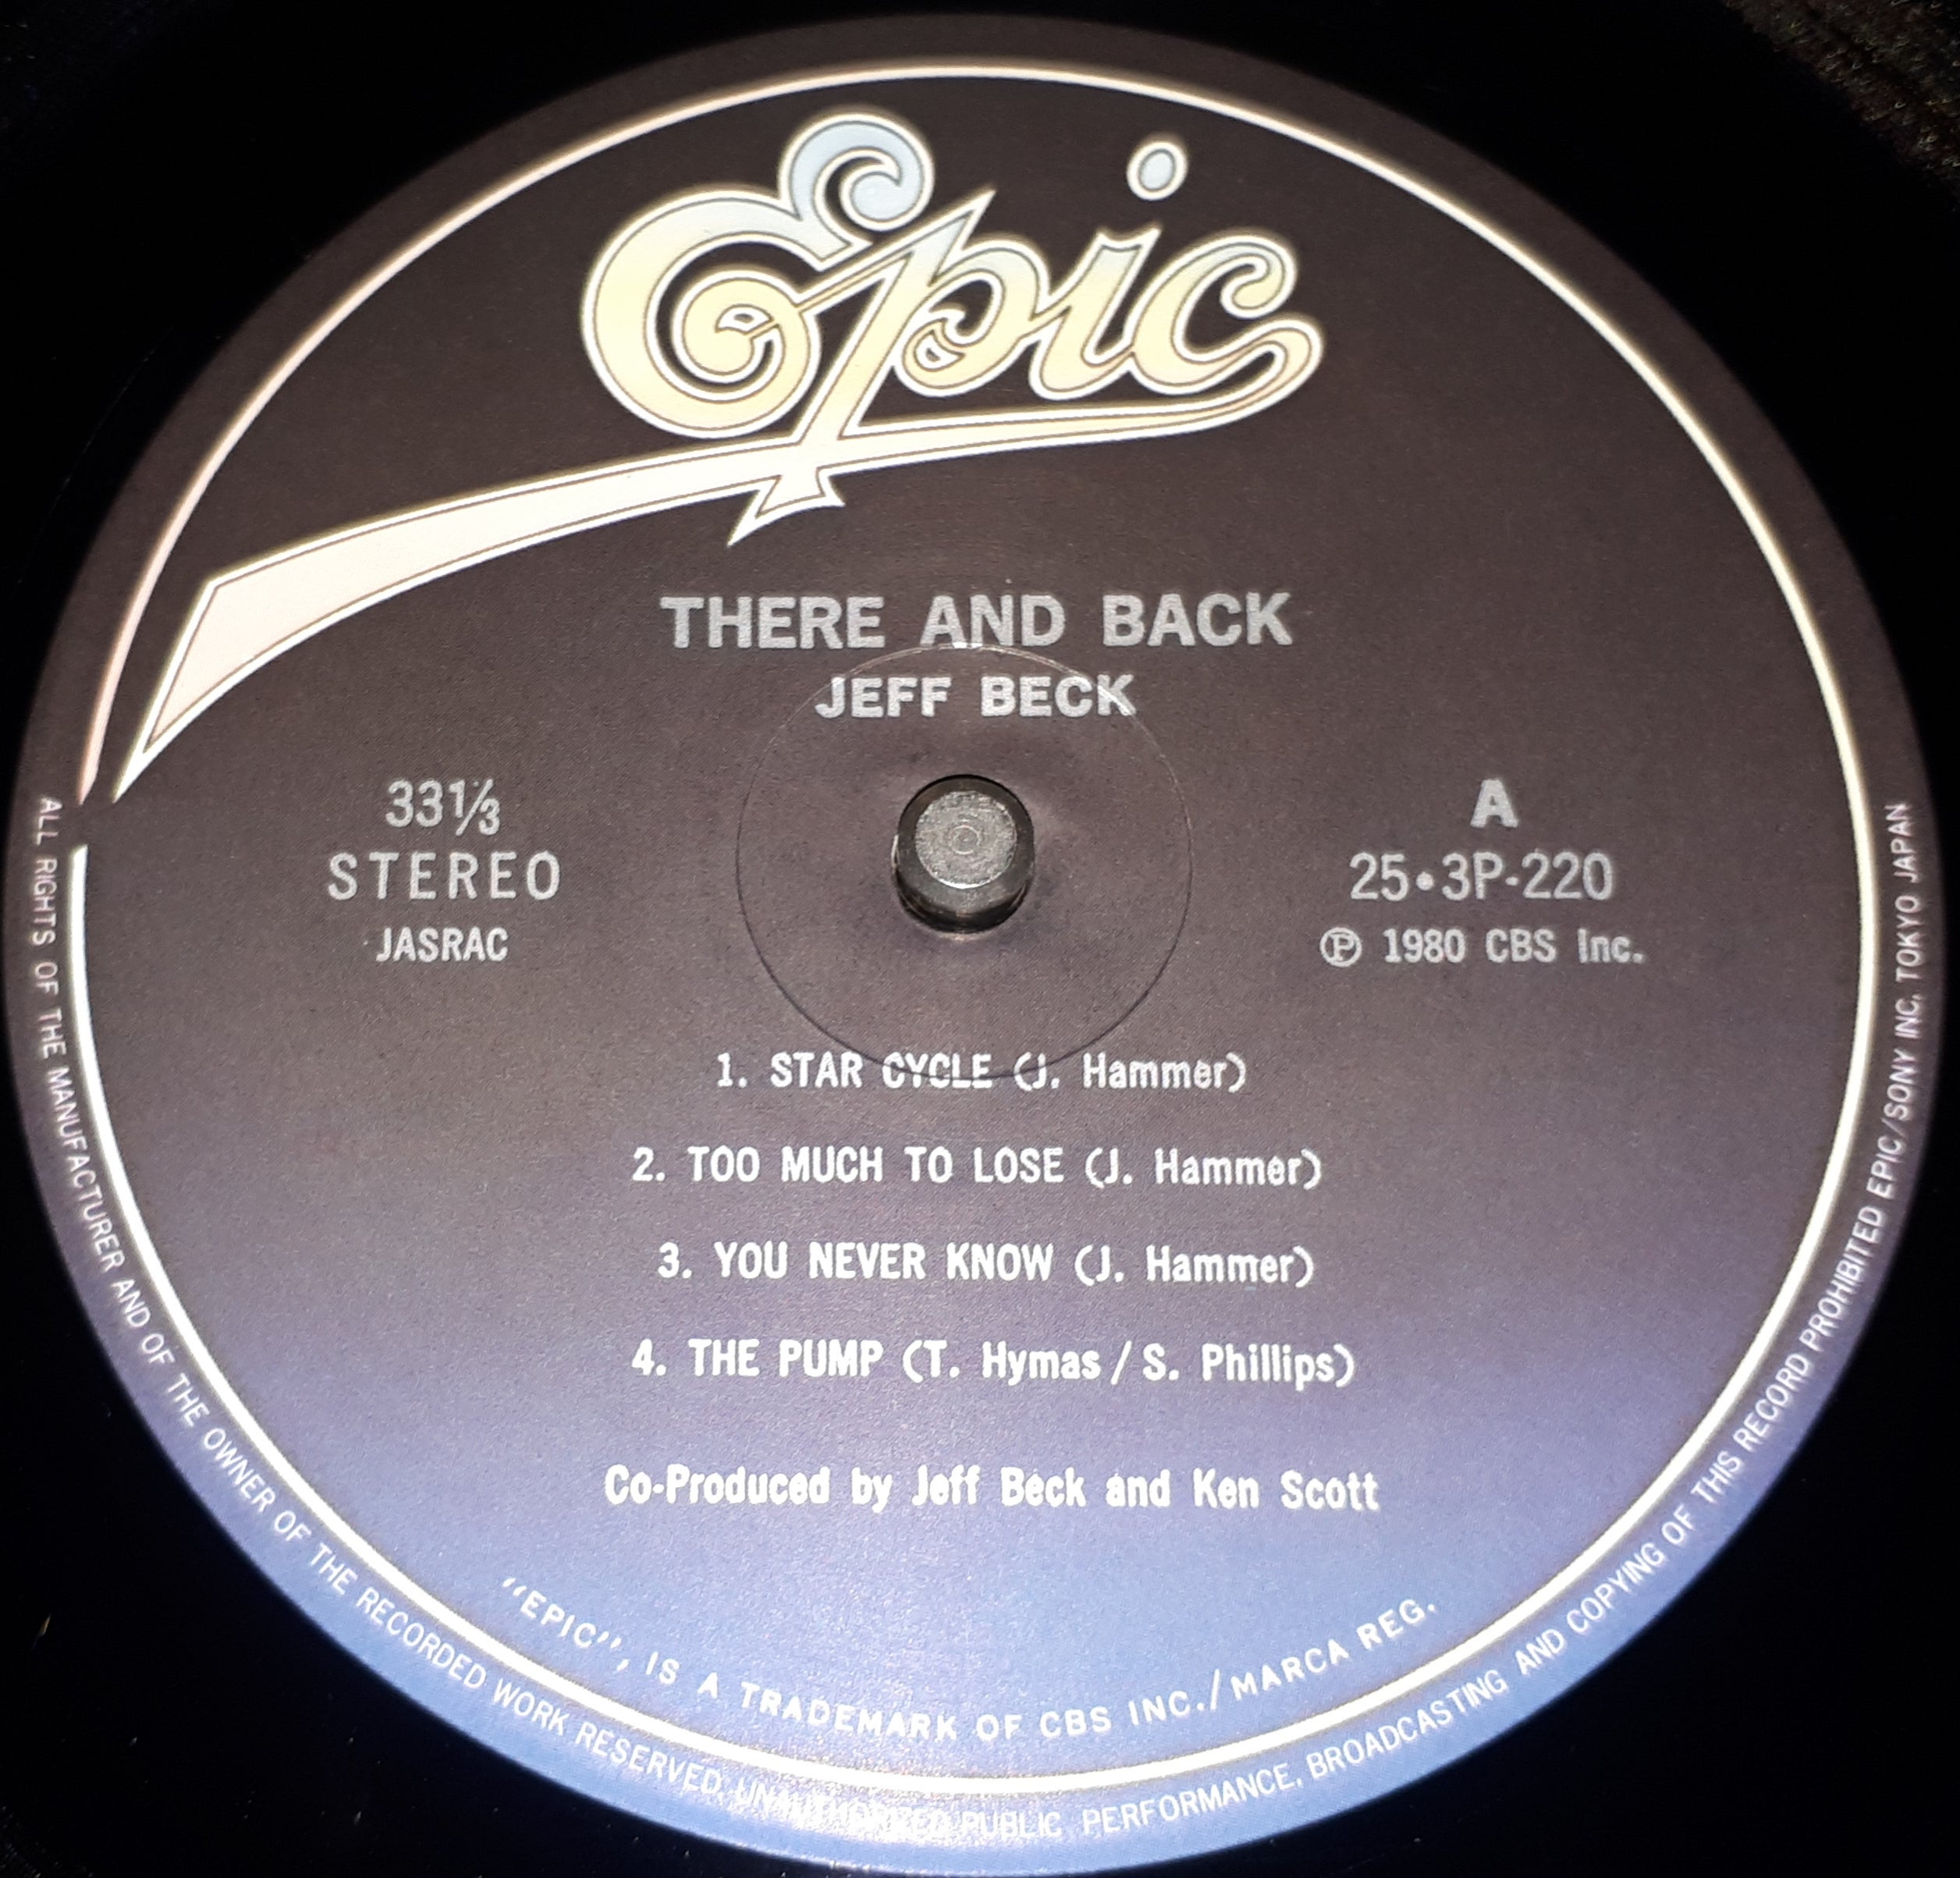 Epic
THERE AND BACK
JEFF BECK
33⅓
STEREO
JASRAC
A
25•3P-220
℗ 1980 CBS Inc.
1. STAR CYCLE (J. Hammer)
2. TOO MUCH TO LOSE (J. Hammer)
3. YOU NEVER KNOW (J. Hammer)
4. THE PUMP (T. Hymas / S. Phillips)
Co-Produced by Jeff Beck and Ken Scott
"EPIC", IS A TRADEMARK OF CBS INC./MARCA REG.
ALL RIGHTS OF THE MANUFACTURER AND OF THE OWNER OF THE RECORDED WORK RESERVED. UNAUTHORIZED PUBLIC PERFORMANCE, BROADCASTING AND COPYING OF THIS RECORD PROHIBITED EPIC/SONY INC. TOKYO JAPAN